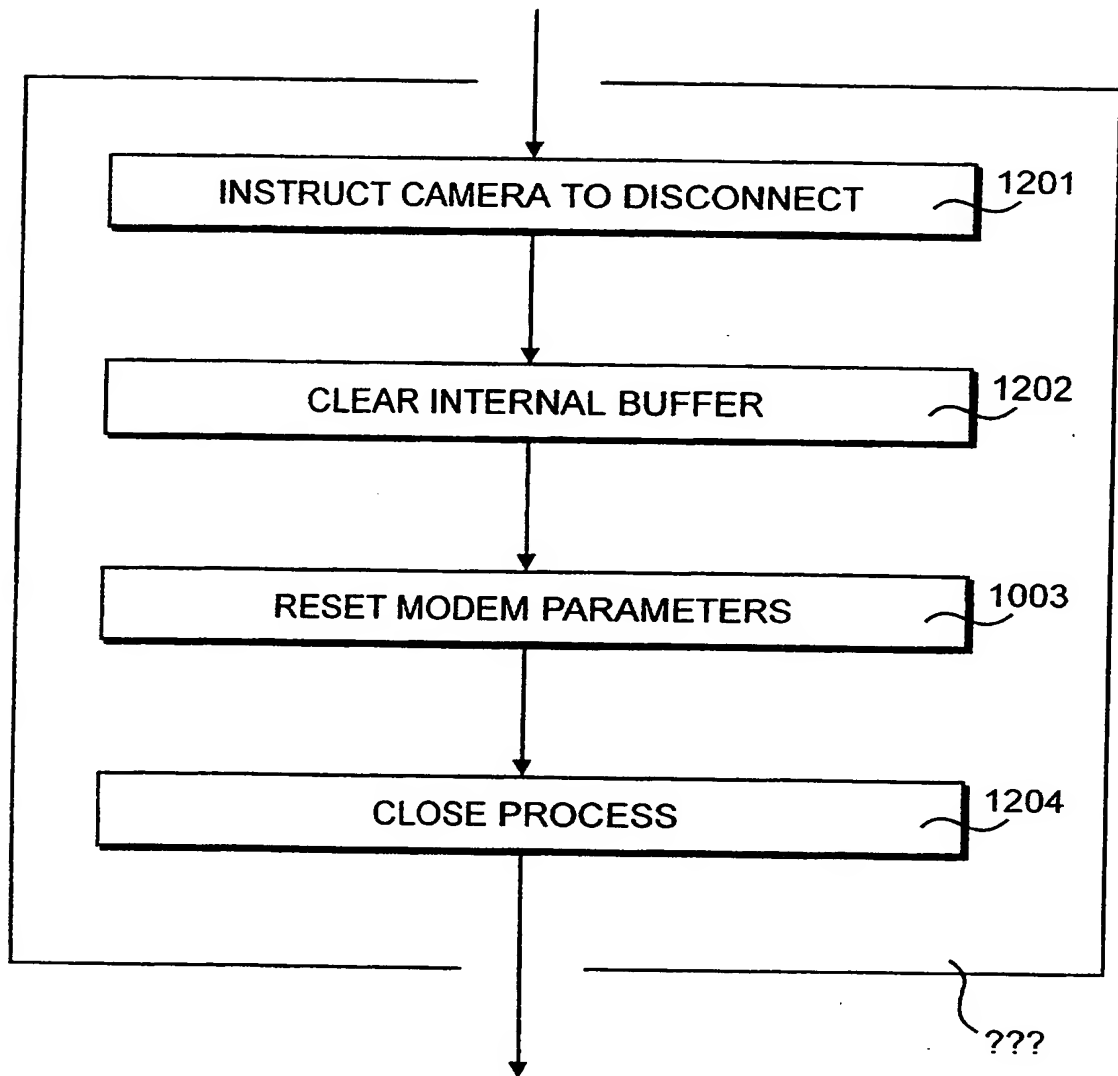 INSTRUCT CAMERA TO DISCONNECT 1201
CLEAR INTERNAL BUFFER 1202
RESET MODEM PARAMETERS 1003
CLOSE PROCESS 1204
???